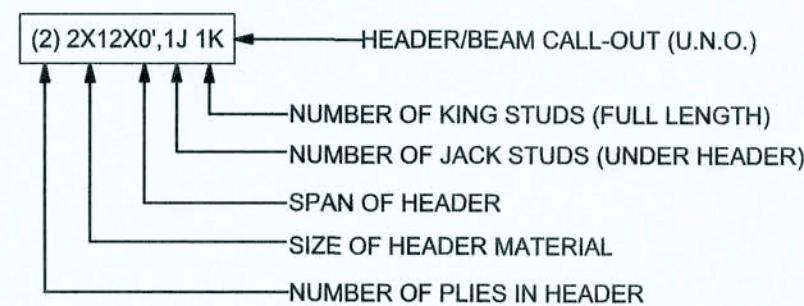 (2) 2X12X0',1J 1K
HEADER/BEAM CALL-OUT (U.N.O.)
NUMBER OF KING STUDS (FULL LENGTH)
NUMBER OF JACK STUDS (UNDER HEADER)
SPAN OF HEADER
SIZE OF HEADER MATERIAL
NUMBER OF PLIES IN HEADER